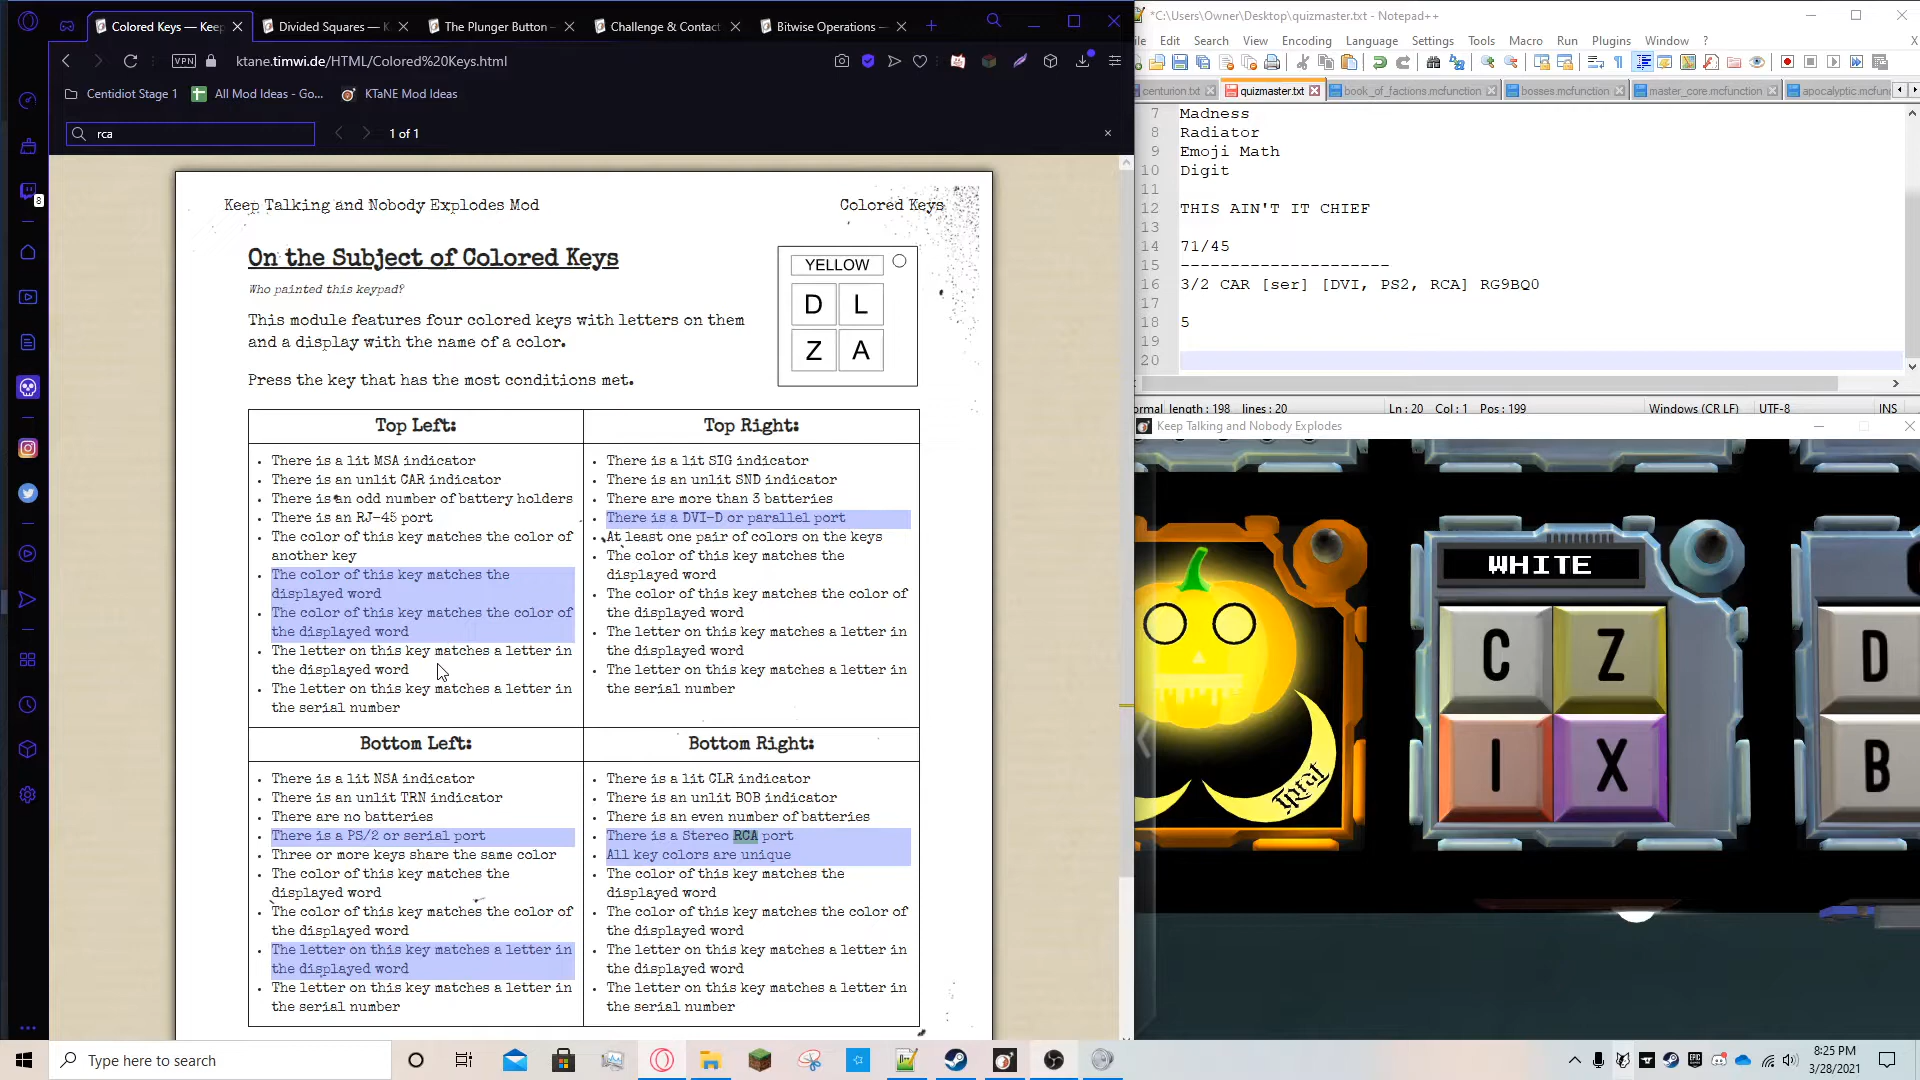 Colored Keys — Keep
Divided Squares — K
The Plunger Button —
Challenge & Contact
Bitwise Operations —
VPN
ktane.timwi.de/HTML/Colored%20Keys.html
Centidiot Stage 1
All Mod Ideas - Go...
KTaNE Mod Ideas
rca
1 of 1
8
Keep Talking and Nobody Explodes Mod
Colored Keys
On the Subject of Colored Keys
Who painted this keypad?
This module features four colored keys with letters on them
and a display with the name of a color.
Press the key that has the most conditions met.
YELLOW
D L
Z A
Top Left:
There is a lit MSA indicator
There is an unlit CAR indicator
There is an odd number of battery holders
There is an RJ-45 port
The color of this key matches the color of
another key
The color of this key matches the
displayed word
The color of this key matches the color of
the displayed word
The letter on this key matches a letter in
the displayed word
The letter on this key matches a letter in
the serial number
Top Right:
There is a lit SIG indicator
There is an unlit SND indicator
There are more than 3 batteries
There is a DVI-D or parallel port
At least one pair of colors on the keys
The color of this key matches the
displayed word
The color of this key matches the color of
the displayed word
The letter on this key matches a letter in
the displayed word
The letter on this key matches a letter in
the serial number
Bottom Left:
There is a lit NSA indicator
There is an unlit TRN indicator
There are no batteries
There is a PS/2 or serial port
Three or more keys share the same color
The color of this key matches the
displayed word
The color of this key matches the color of
the displayed word
The letter on this key matches a letter in
the displayed word
The letter on this key matches a letter in
the serial number
Bottom Right:
There is a lit CLR indicator
There is an unlit BOB indicator
There is an even number of batteries
There is a Stereo RCA port
All key colors are unique
The color of this key matches the
displayed word
The color of this key matches the color of
the displayed word
The letter on this key matches a letter in
the displayed word
The letter on this key matches a letter in
the serial number
*C:\Users\Owner\Desktop\quizmaster.txt - Notepad++
ile Edit Search View Encoding Language Settings Tools Macro Run Plugins Window ? X
centurion.txt
quizmaster.txt
book_of_factions.mcfunction
bosses.mcfunction
master_core.mcfunction
apocalyptic.mcfun
7 Madness
8 Radiator
9 Emoji Math
10 Digit
11
12 THIS AIN'T IT CHIEF
13
14 71/45
15 ---------------------
16 3/2 CAR [ser] [DVI, PS2, RCA] RG9BQ0
17
18 5
19
20
ormal length : 198 lines : 20
Ln : 20 Col : 1 Pos : 199
Windows (CR LF)
UTF-8
INS
Keep Talking and Nobody Explodes
WHITE
C Z
I X
D
B
Type here to search
8:25 PM
3/28/2021